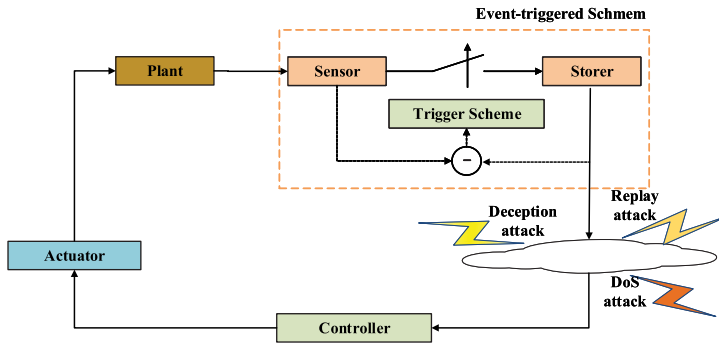 Event-triggered Schmem
Plant
Sensor
Storer
Trigger Scheme
−
Deception
attack
Replay
attack
Actuator
DoS
attack
Controller